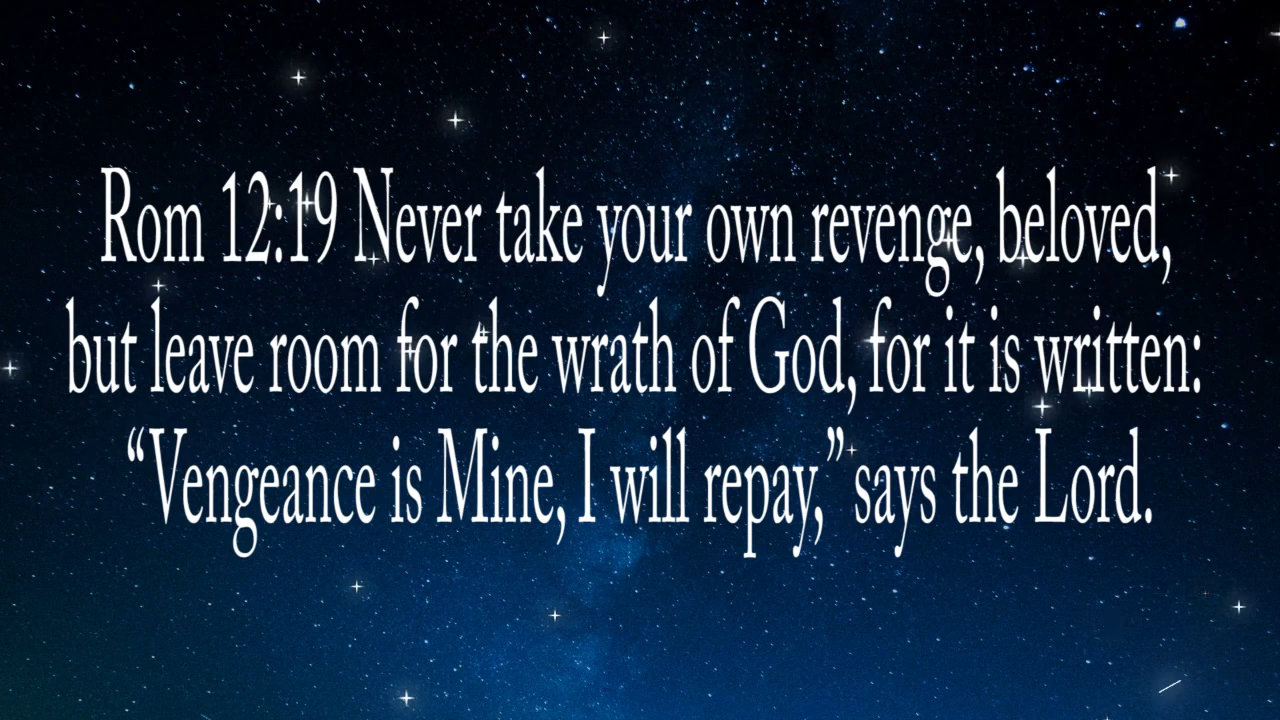 Rom 12:19 Never take your own revenge, beloved,
but leave room for the wrath of God, for it is written:
“Vengeance is Mine, I will repay,” says the Lord.